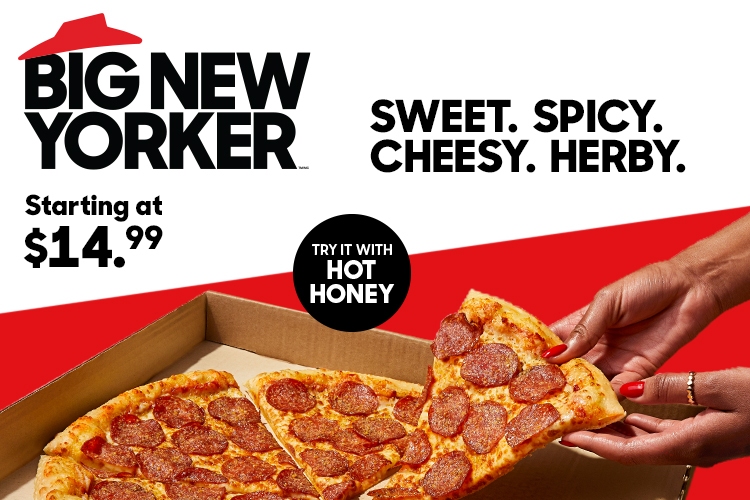 BIG NEW
YORKER
Starting at
$14.99
SWEET. SPICY.
CHEESY. HERBY.
TRY IT WITH
HOT
HONEY